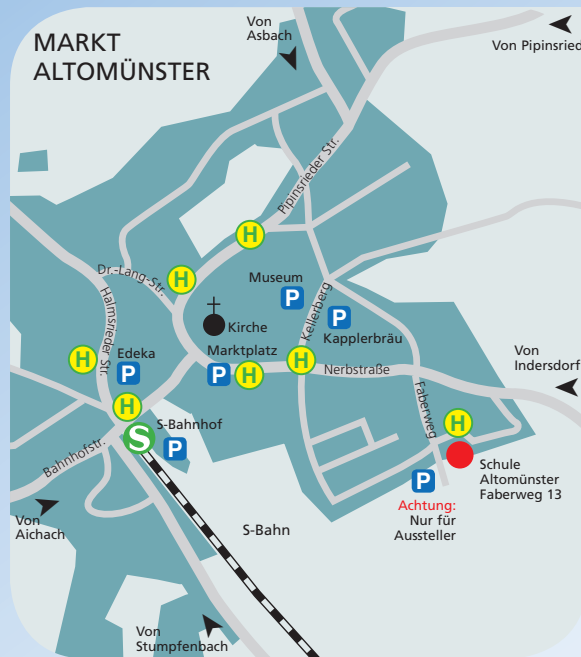 MARKT
ALTOMÜNSTER
Von
Asbach
Von Pipinsried
Pipinsrieder Str.
H
Dr.-Lang-Str.
H
Museum
P
Halmsrieder Str.
Kirche
Kellerberg
P
Kapplerbräu
H
Edeka
P
Marktplatz
P
H
H
Nerbstraße
Von
Indersdorf
Faberweg
H
H
S
S-Bahnhof
P
Bahnhofstr.
Schule
Altomünster
Faberweg 13
P
Achtung:
Nur für
Aussteller
Von
Aichach
S-Bahn
Von
Stumpfenbach